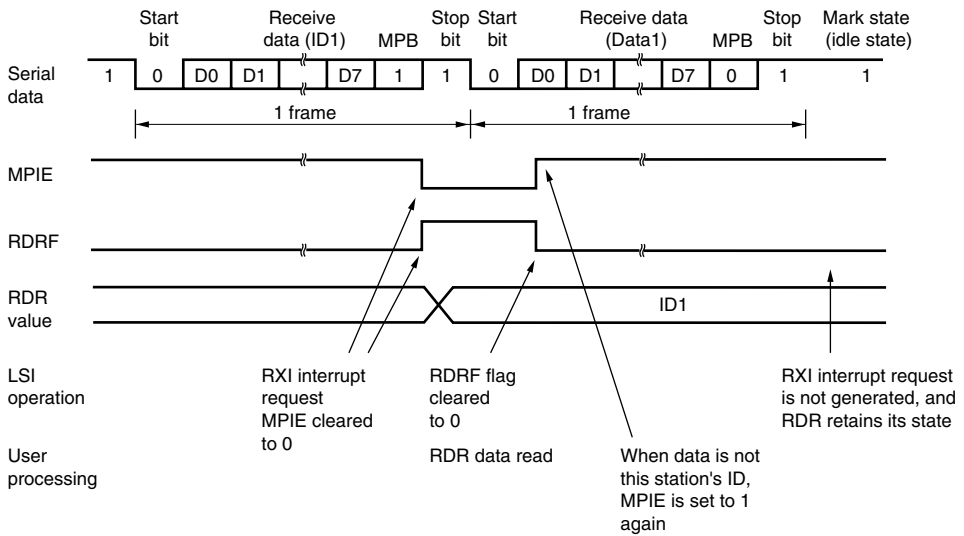 Start bit
Receive data (ID1)
MPB
Stop bit
Start bit
Receive data (Data1)
MPB
Stop bit
Mark state (idle state)
Serial data
1 0 D0 D1 D7 1 1 0 D0 D1 D7 0 1 1
1 frame
1 frame
MPIE
RDRF
RDR value
ID1
LSI operation
RXI interrupt
request
MPIE cleared
to 0
RDRF flag
cleared
to 0
RXI interrupt request
is not generated, and
RDR retains its state
User processing
RDR data read
When data is not
this station's ID,
MPIE is set to 1
again